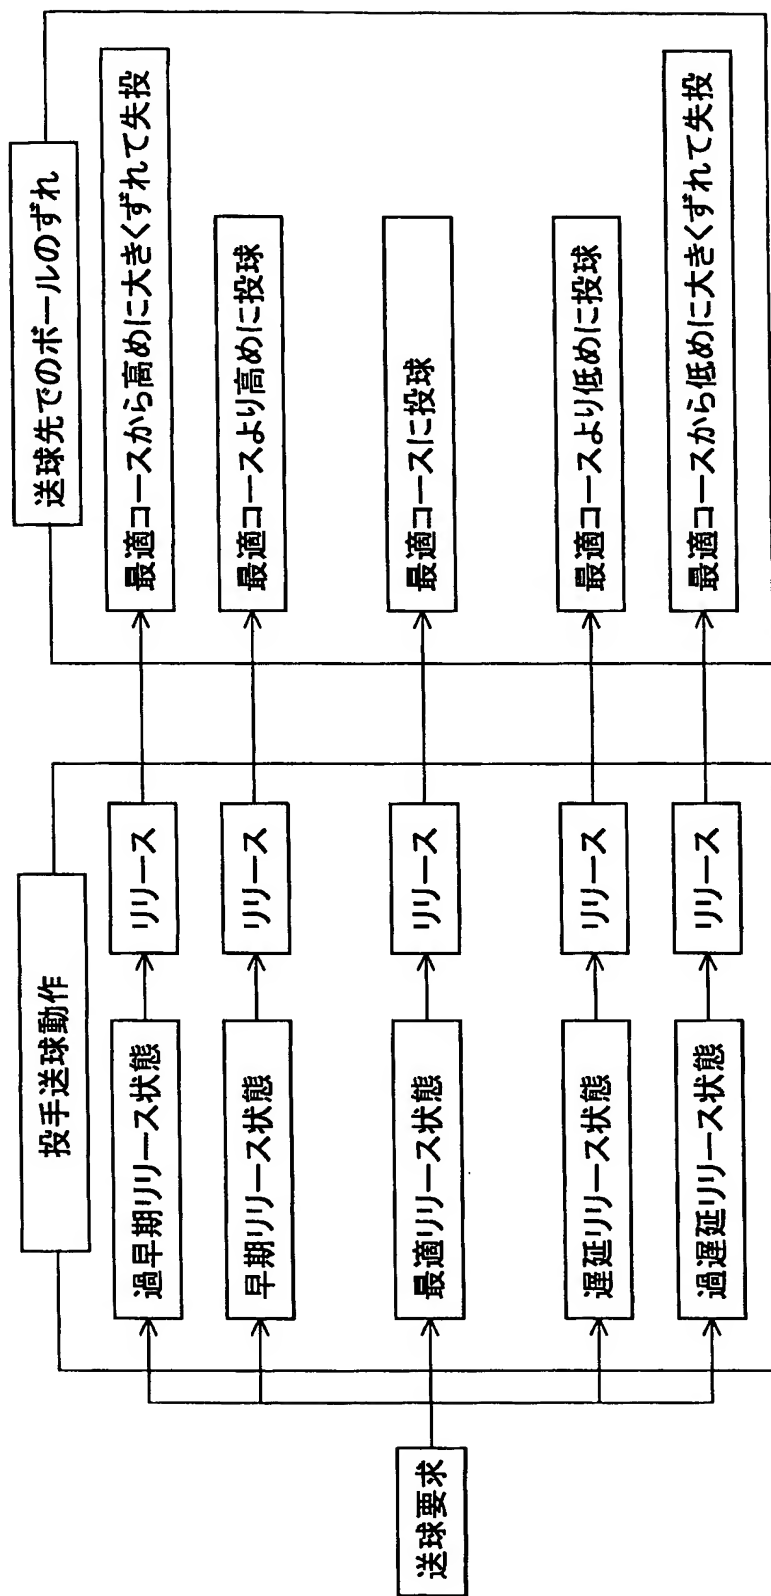 送球要求
投手送球動作
過早期リリース状態
リリース
早期リリース状態
リリース
最適リリース状態
リリース
遅延リリース状態
リリース
過遅延リリース状態
リリース
送球先でのボールのずれ
最適コースから高めに大きくずれて失投
最適コースより高めに投球
最適コースに投球
最適コースより低めに投球
最適コースから低めに大きくずれて失投